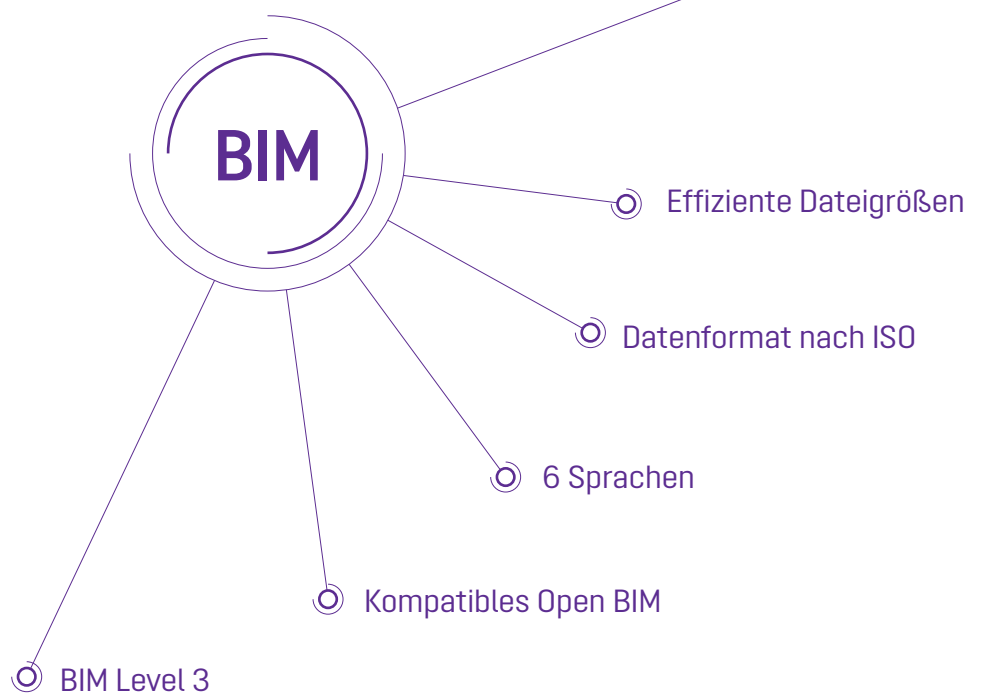 BIM
Effiziente Dateigrößen
Datenformat nach ISO
6 Sprachen
Kompatibles Open BIM
BIM Level 3